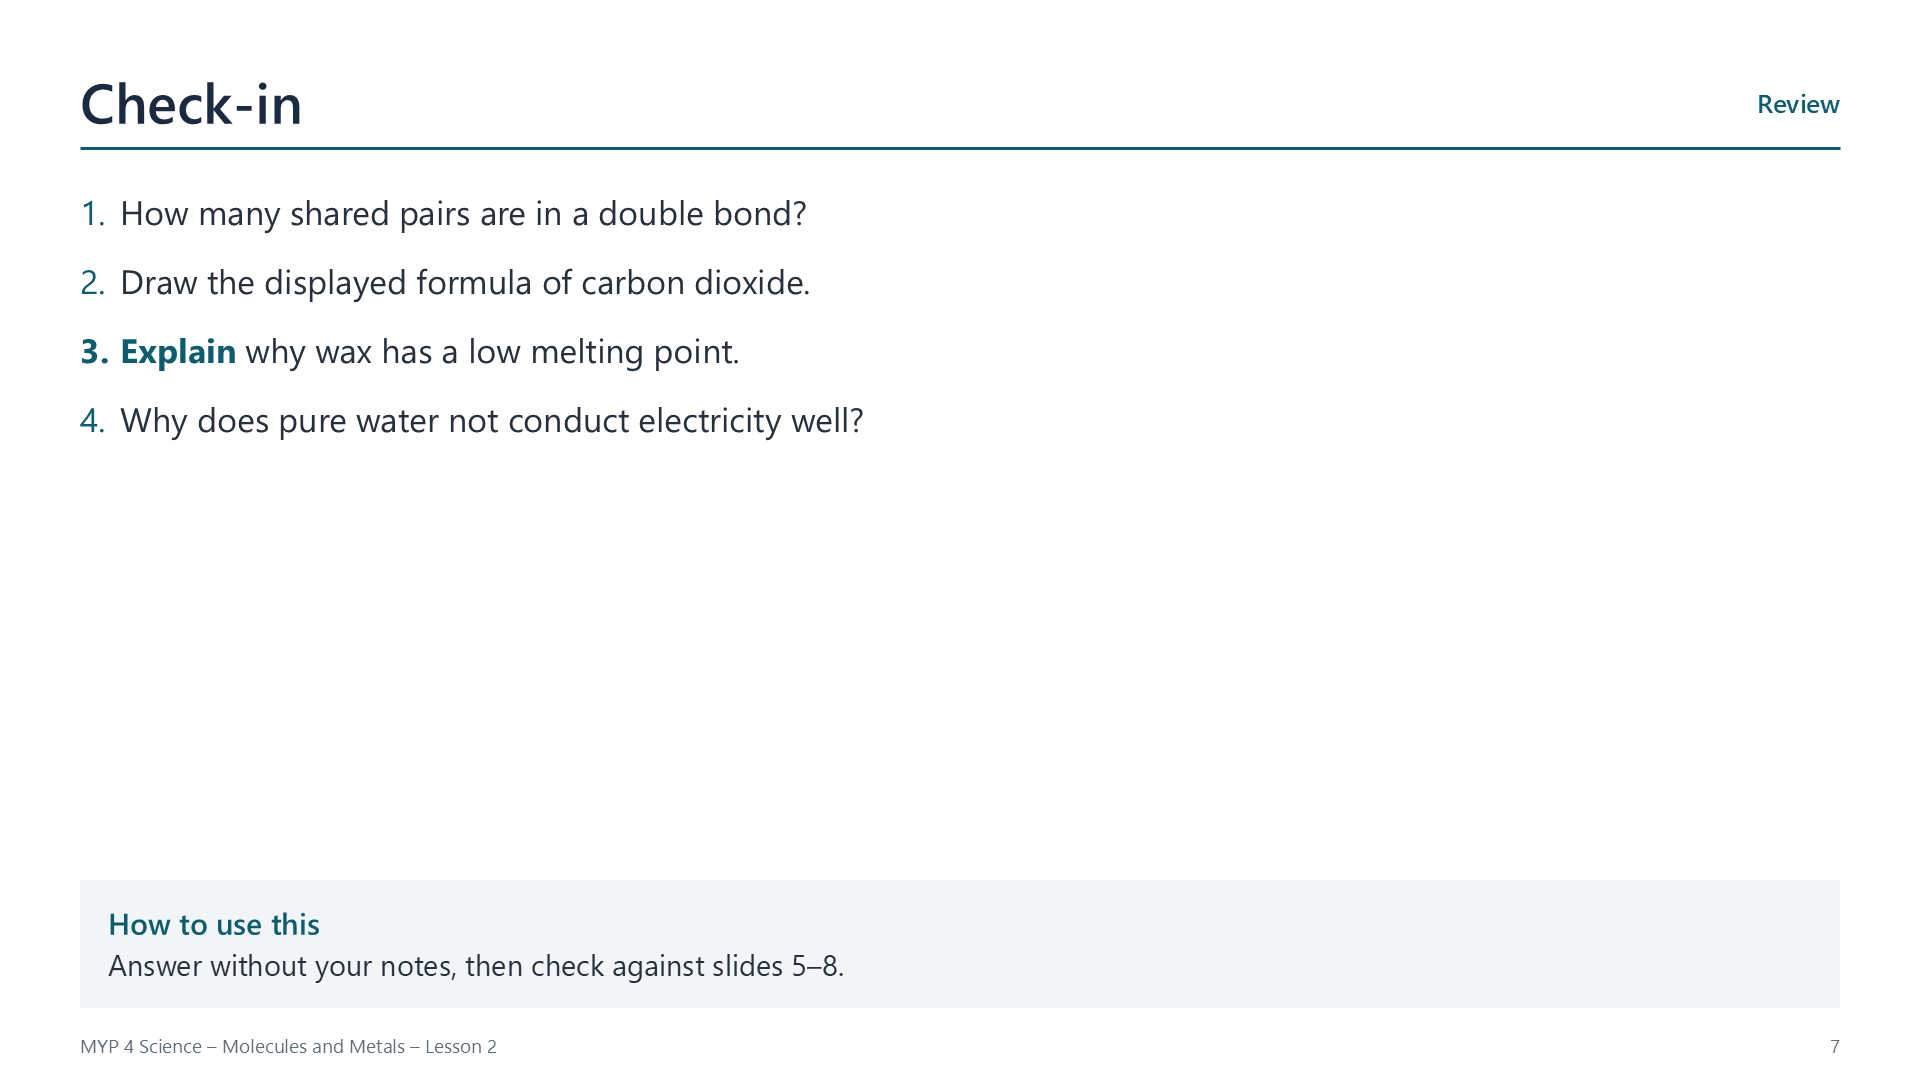 Check-in
Review
1. How many shared pairs are in a double bond?
2. Draw the displayed formula of carbon dioxide.
3. Explain why wax has a low melting point.
4. Why does pure water not conduct electricity well?
How to use this
Answer without your notes, then check against slides 5–8.
MYP 4 Science – Molecules and Metals – Lesson 2
7